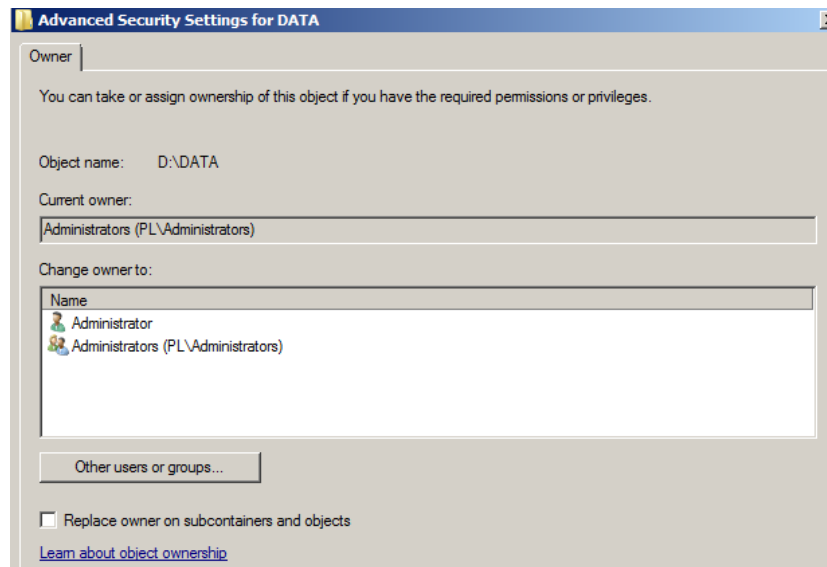 Advanced Security Settings for DATA
Owner
You can take or assign ownership of this object if you have the required permissions or privileges.
Object name: D:\DATA
Current owner:
Administrators (PL\Administrators)
Change owner to:
Name
Administrator
Administrators (PL\Administrators)
Other users or groups...
Replace owner on subcontainers and objects
Learn about object ownership